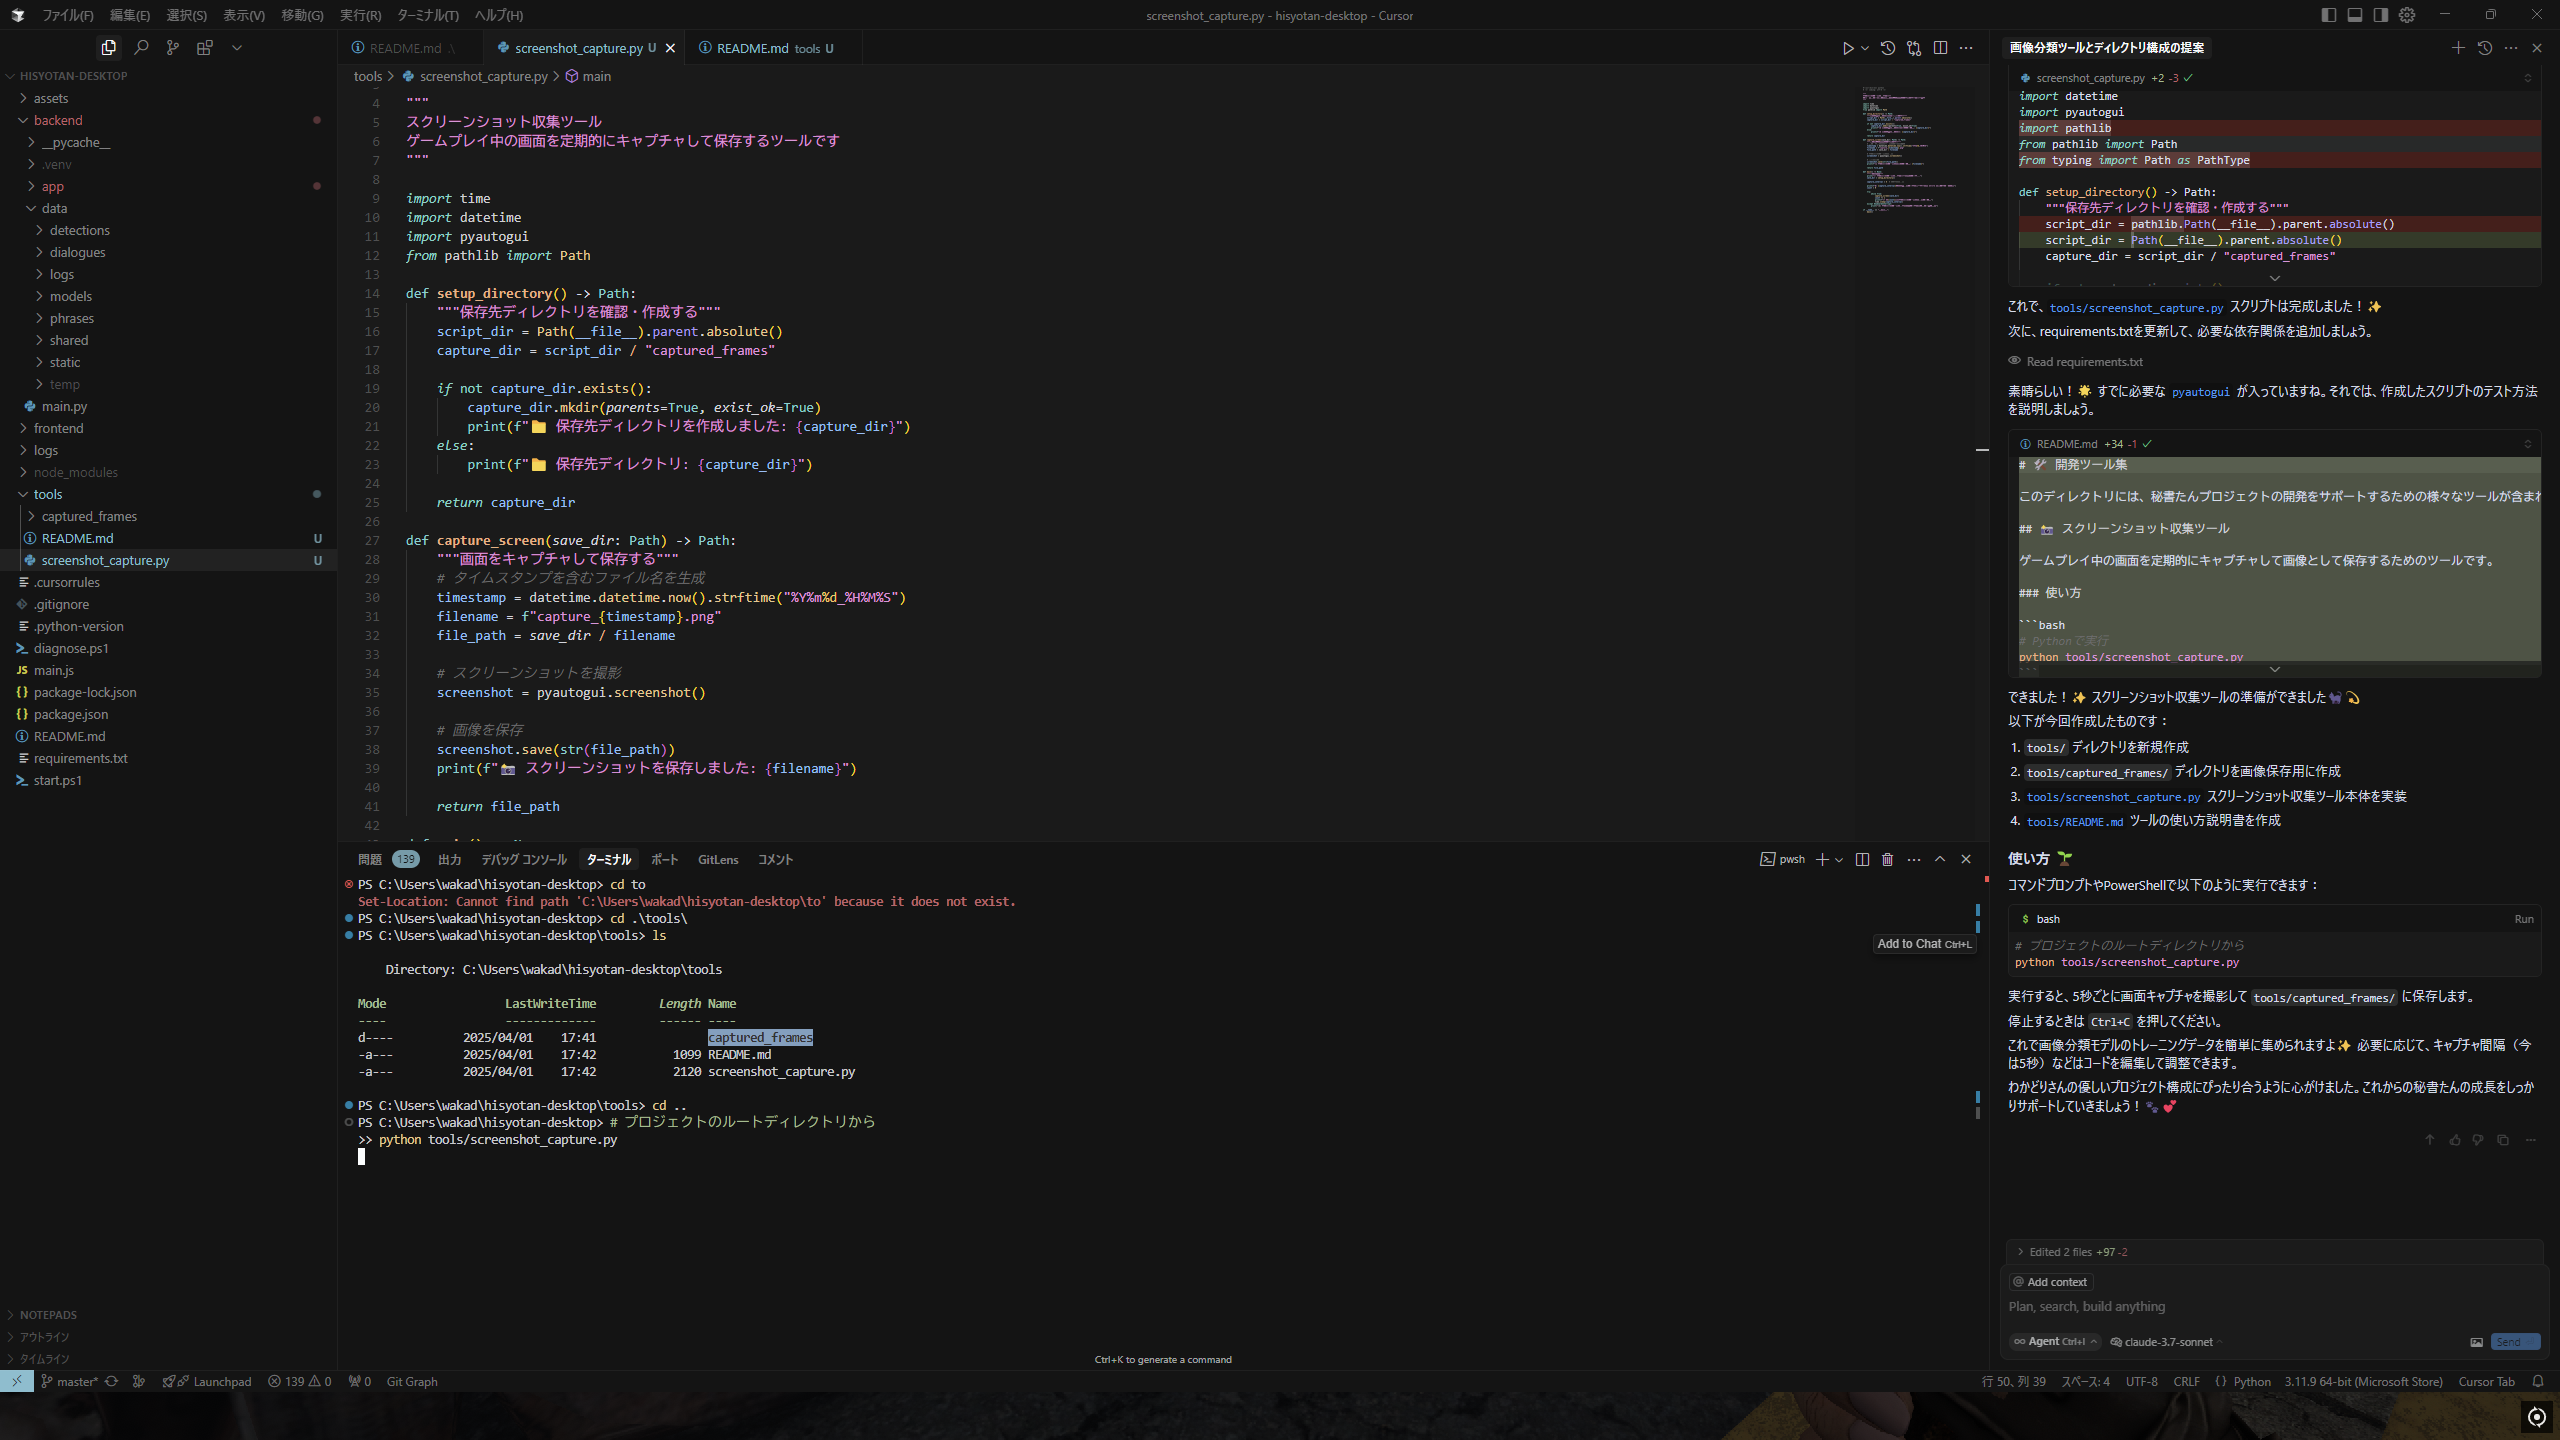 ファイル(F) 編集(E) 選択(S) 表示(V) 移動(G) 実行(R) ターミナル(T) ヘルプ(H)
screenshot_capture.py - hisyotan-desktop - Cursor
HISYOTAN-DESKTOP
assets
backend
__pycache__
.venv
app
data
detections
dialogues
logs
models
phrases
shared
static
temp
main.py
frontend
logs
node_modules
tools
captured_frames
README.md U
screenshot_capture.py U
.cursorrules
.gitignore
.python-version
diagnose.ps1
main.js
package-lock.json
package.json
README.md
requirements.txt
start.ps1
NOTEPADS
アウトライン
タイムライン
README.md .\
screenshot_capture.py U
README.md tools U
tools > screenshot_capture.py > main
4 """
5 スクリーンショット収集ツール
6 ゲームプレイ中の画面を定期的にキャプチャして保存するツールです
7 """
8
9 import time
10 import datetime
11 import pyautogui
12 from pathlib import Path
13
14 def setup_directory() -> Path:
15 """保存先ディレクトリを確認・作成する"""
16 script_dir = Path(__file__).parent.absolute()
17 capture_dir = script_dir / "captured_frames"
18
19 if not capture_dir.exists():
20 capture_dir.mkdir(parents=True, exist_ok=True)
21 print(f"📁 保存先ディレクトリを作成しました: {capture_dir}")
22 else:
23 print(f"📁 保存先ディレクトリ: {capture_dir}")
24
25 return capture_dir
26
27 def capture_screen(save_dir: Path) -> Path:
28 """画面をキャプチャして保存する"""
29 # タイムスタンプを含むファイル名を生成
30 timestamp = datetime.datetime.now().strftime("%Y%m%d_%H%M%S")
31 filename = f"capture_{timestamp}.png"
32 file_path = save_dir / filename
33
34 # スクリーンショットを撮影
35 screenshot = pyautogui.screenshot()
36
37 # 画像を保存
38 screenshot.save(str(file_path))
39 print(f"📸 スクリーンショットを保存しました: {filename}")
40
41 return file_path
42
問題 139 出力 デバッグ コンソール ターミナル ポート GitLens コメント
pwsh
PS C:\Users\wakad\hisyotan-desktop> cd to
Set-Location: Cannot find path 'C:\Users\wakad\hisyotan-desktop\to' because it does not exist.
PS C:\Users\wakad\hisyotan-desktop> cd .\tools\
PS C:\Users\wakad\hisyotan-desktop\tools> ls
Add to Chat Ctrl+L
Directory: C:\Users\wakad\hisyotan-desktop\tools
Mode LastWriteTime Length Name
---- ------------- ------ ----
d---- 2025/04/01 17:41 captured_frames
-a--- 2025/04/01 17:42 1099 README.md
-a--- 2025/04/01 17:42 2120 screenshot_capture.py
PS C:\Users\wakad\hisyotan-desktop\tools> cd ..
PS C:\Users\wakad\hisyotan-desktop> # プロジェクトのルートディレクトリから
>> python tools/screenshot_capture.py
Ctrl+K to generate a command
画像分類ツールとディレクトリ構成の提案
screenshot_capture.py +2 -3
import datetime
import pyautogui
import pathlib
from pathlib import Path
from typing import Path as PathType
def setup_directory() -> Path:
"""保存先ディレクトリを確認・作成する"""
script_dir = pathlib.Path(__file__).parent.absolute()
script_dir = Path(__file__).parent.absolute()
capture_dir = script_dir / "captured_frames"
これで、tools/screenshot_capture.py スクリプトは完成しました！✨
次に、requirements.txtを更新して、必要な依存関係を追加しましょう。
Read requirements.txt
素晴らしい！🌟 すでに必要な pyautogui が入っていますね。それでは、作成したスクリプトのテスト方法
を説明しましょう。
README.md +34 -1
# 🛠 開発ツール集
このディレクトリには、秘書たんプロジェクトの開発をサポートするための様々なツールが含まれ
## 📸 スクリーンショット収集ツール
ゲームプレイ中の画面を定期的にキャプチャして画像として保存するためのツールです。
### 使い方
```bash
# Pythonで実行
python tools/screenshot_capture.py
```
できました！✨ スクリーンショット収集ツールの準備ができました🐈‍⬛💫
以下が今回作成したものです：
1. tools/ ディレクトリを新規作成
2. tools/captured_frames/ ディレクトリを画像保存用に作成
3. tools/screenshot_capture.py スクリーンショット収集ツール本体を実装
4. tools/README.md ツールの使い方説明書を作成
使い方 🌱
コマンドプロンプトやPowerShellで以下のように実行できます：
$ bash Run
# プロジェクトのルートディレクトリから
python tools/screenshot_capture.py
実行すると、5秒ごとに画面キャプチャを撮影して tools/captured_frames/ に保存します。
停止するときは Ctrl+C を押してください。
これで画像分類モデルのトレーニングデータを簡単に集められますよ✨ 必要に応じて、キャプチャ間隔（今
は5秒）などはコードを編集して調整できます。
わかどりさんの優しいプロジェクト構成にぴったり合うように心がけました。これからの秘書たんの成長をしっか
りサポートしていきましょう！🐾💕
Edited 2 files +97 -2
@ Add context
Plan, search, build anything
Agent Ctrl+I claude-3.7-sonnet Send
master* Launchpad 139 0 0 Git Graph
行 50、列 39 スペース: 4 UTF-8 CRLF {} Python 3.11.9 64-bit (Microsoft Store) Cursor Tab